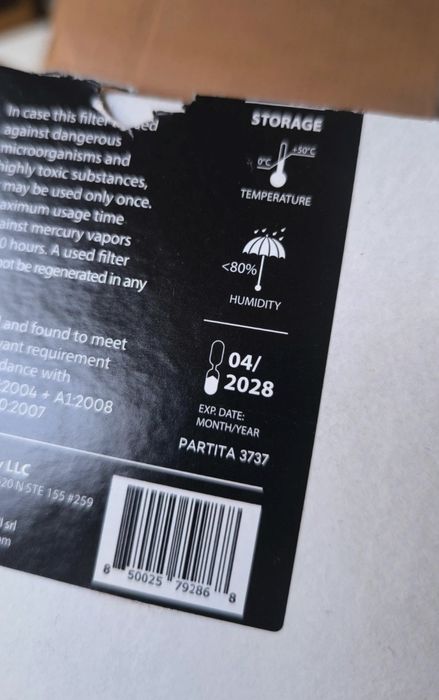 In case this filter
against dangerous
microorganisms and
highly toxic substances,
may be used only once.
aximum usage time
ainst mercury vapors
0 hours. A used filter
not be regenerated in any
and found to meet
vant requirement
dance with
:2004 + A1:2008
0:2007
LLC
20 N STE 155 #259
srl
om
STORAGE
0°C
+50°C
TEMPERATURE
<80%
HUMIDITY
04/
2028
EXP. DATE:
MONTH/YEAR
PARTITA 3737
8 50025 79286 8